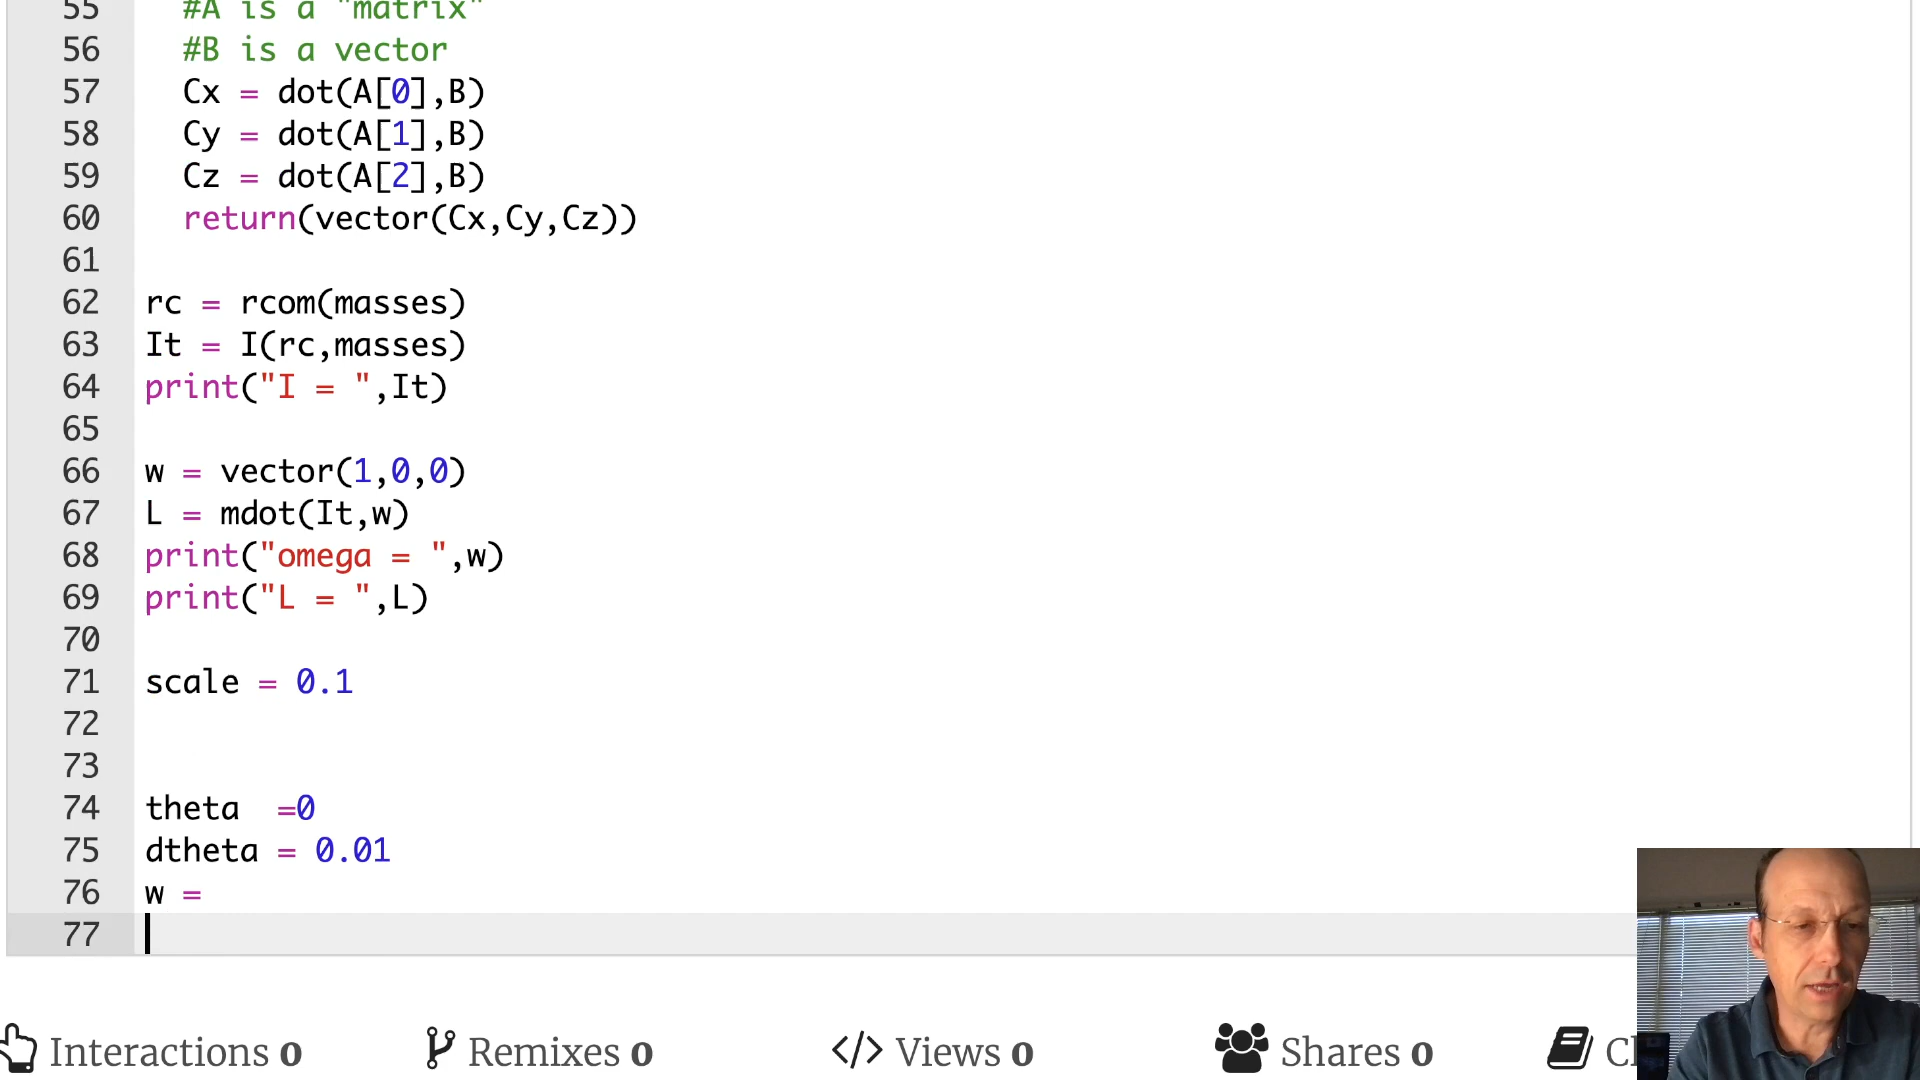 55 #A is a "matrix"
56 #B is a vector
57 Cx = dot(A[0],B)
58 Cy = dot(A[1],B)
59 Cz = dot(A[2],B)
60 return(vector(Cx,Cy,Cz))
61
62 rc = rcom(masses)
63 It = I(rc,masses)
64 print("I = ",It)
65
66 w = vector(1,0,0)
67 L = mdot(It,w)
68 print("omega = ",w)
69 print("L = ",L)
70
71 scale = 0.1
72
73
74 theta  =0
75 dtheta = 0.01
76 w =
77
Interactions 0 Remixes 0 </> Views 0 Shares 0